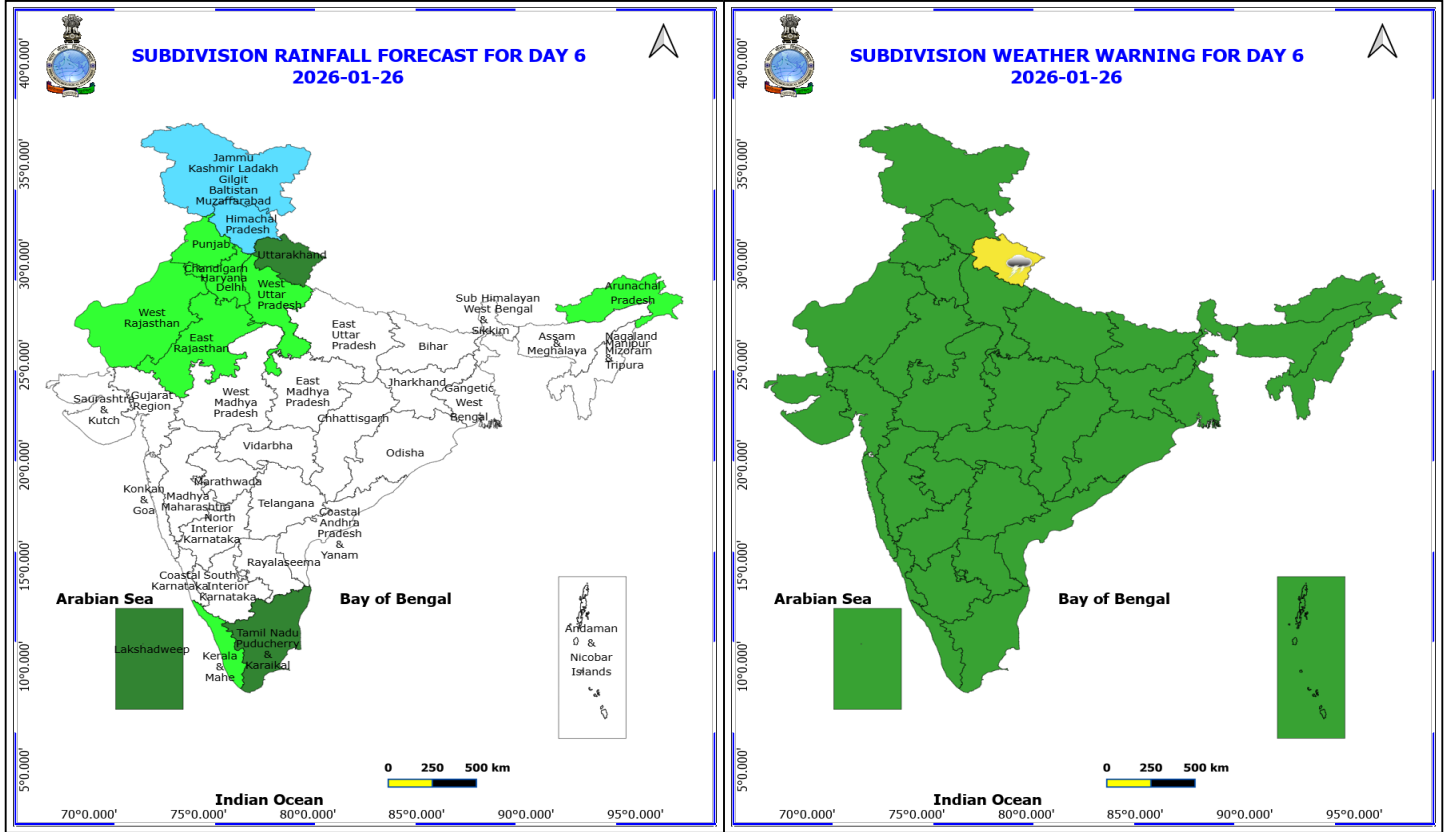 SUBDIVISION RAINFALL FORECAST FOR DAY 6
2026-01-26
40°0.000'
35°0.000'
30°0.000'
25°0.000'
20°0.000'
15°0.000'
10°0.000'
5°0.000'
Jammu
Kashmir Ladakh
Gilgit
Baltistan
Muzaffarabad
Himachal
Pradesh
Punjab
Uttarakhand
Chandigarh
Haryana
Delhi
West
Uttar
Pradesh
West
Rajasthan
East
Rajasthan
East
Uttar
Pradesh
Bihar
Sub Himalayan
West Bengal
&
Sikkim
Arunachal
Pradesh
Assam
&
Meghalaya
Nagaland
Manipur
Mizoram
&
Tripura
Saurashtra
&
Kutch
Gujarat
Region
West
Madhya
Pradesh
East
Madhya
Pradesh
Jharkhand
Gangetic
West
Bengal
Chhattisgarh
Vidarbha
Odisha
Konkan
&
Goa
Marathwada
Madhya
Maharashtra
Telangana
North
Interior
Karnataka
Coastal
Andhra
Pradesh
&
Yanam
Rayalaseema
Coastal
Karnataka
South
Interior
Karnataka
Arabian Sea
Bay of Bengal
Lakshadweep
Kerala
&
Mahe
Tamil Nadu
Puducherry
&
Karaikal
Andaman
&
Nicobar
Islands
0 250 500 km
Indian Ocean
70°0.000' 75°0.000' 80°0.000' 85°0.000' 90°0.000' 95°0.000'
SUBDIVISION WEATHER WARNING FOR DAY 6
2026-01-26
40°0.000'
35°0.000'
30°0.000'
25°0.000'
20°0.000'
15°0.000'
10°0.000'
5°0.000'
Arabian Sea
Bay of Bengal
0 250 500 km
Indian Ocean
70°0.000' 75°0.000' 80°0.000' 85°0.000' 90°0.000' 95°0.000'